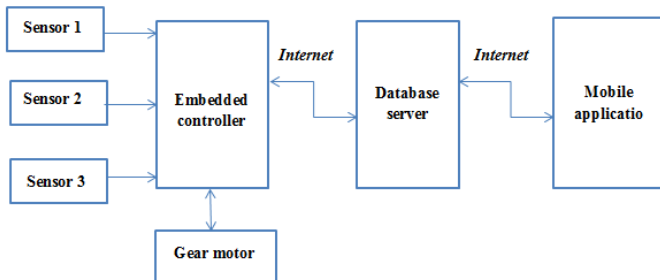 Sensor 1
Internet
Internet
Sensor 2
Embedded
controller
Database
server
Mobile
applicatio
Sensor 3
Gear motor